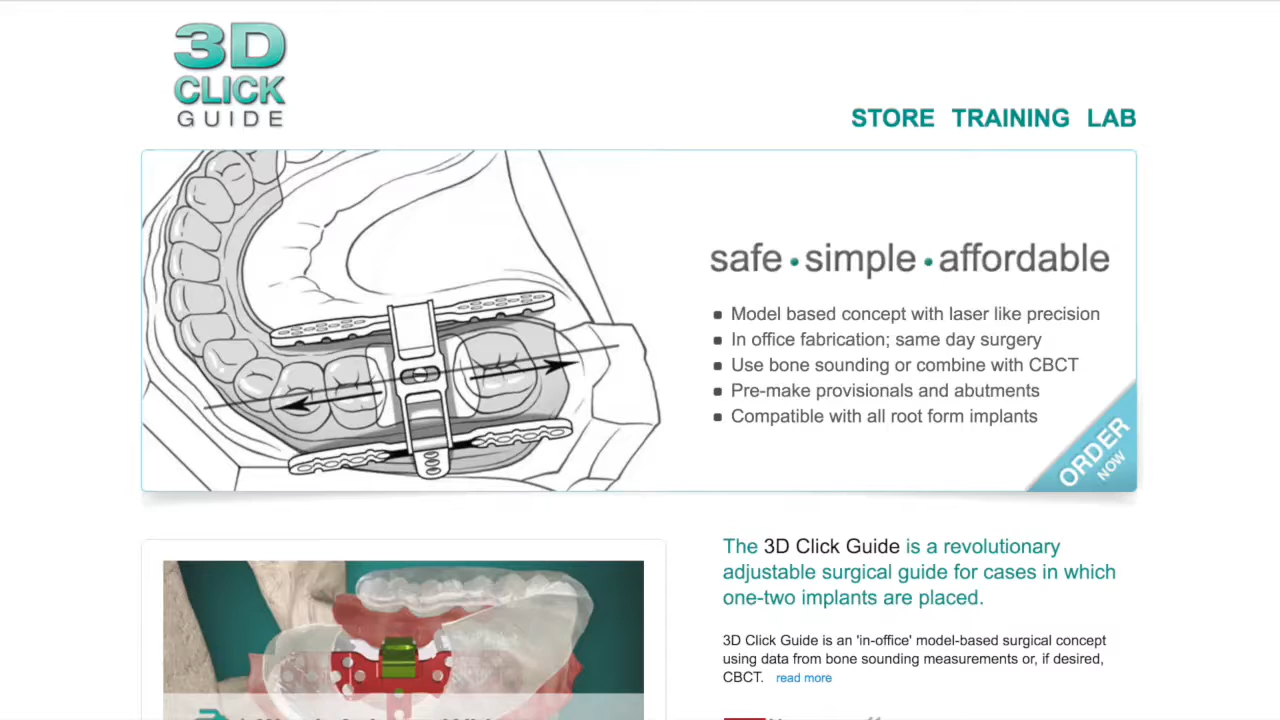 3D
CLICK
GUIDE
STORE TRAINING LAB
safe • simple • affordable
Model based concept with laser like precision
In office fabrication; same day surgery
Use bone sounding or combine with CBCT
Pre-make provisionals and abutments
Compatible with all root form implants
ORDER
NOW
The 3D Click Guide is a revolutionary
adjustable surgical guide for cases in which
one-two implants are placed.
3D Click Guide is an 'in-office' model-based surgical concept
using data from bone sounding measurements or, if desired,
CBCT. read more